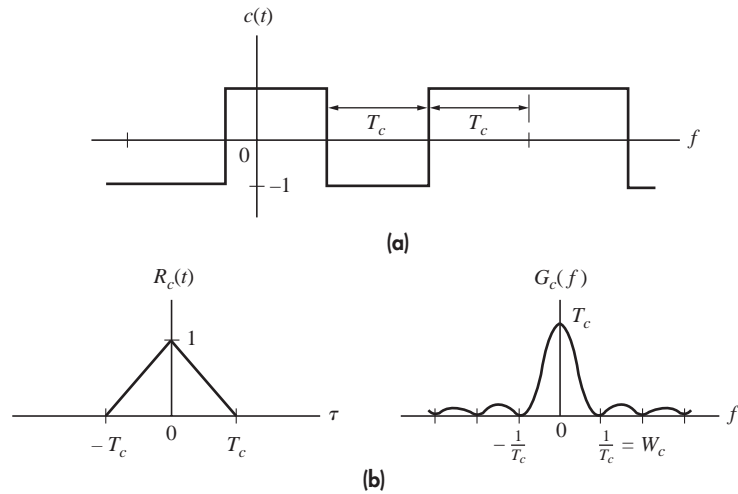 c(t)
T_c
T_c
0
f
–1
(a)
R_c(t)
1
–T_c
0
T_c
τ
G_c(f)
T_c
–1/T_c
0
1/T_c = W_c
f
(b)